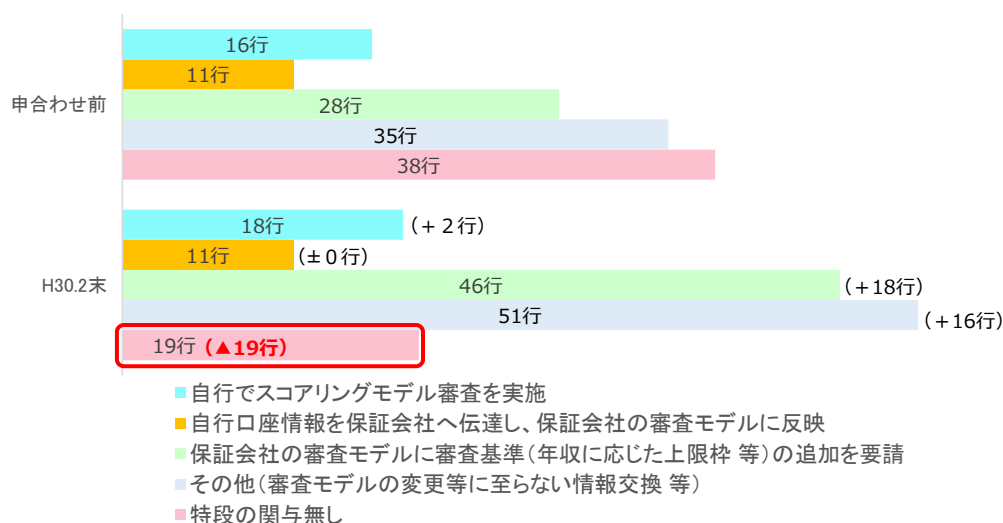 16行
11行
申合わせ前
28行
35行
38行
18行 (+2行)
11行 (±0行)
H30.2末
46行 (+18行)
51行 (+16行)
19行 (▲19行)
自行でスコアリングモデル審査を実施
自行口座情報を保証会社へ伝達し、保証会社の審査モデルに反映
保証会社の審査モデルに審査基準(年収に応じた上限枠 等)の追加を要請
その他(審査モデルの変更等に至らない情報交換 等)
特段の関与無し